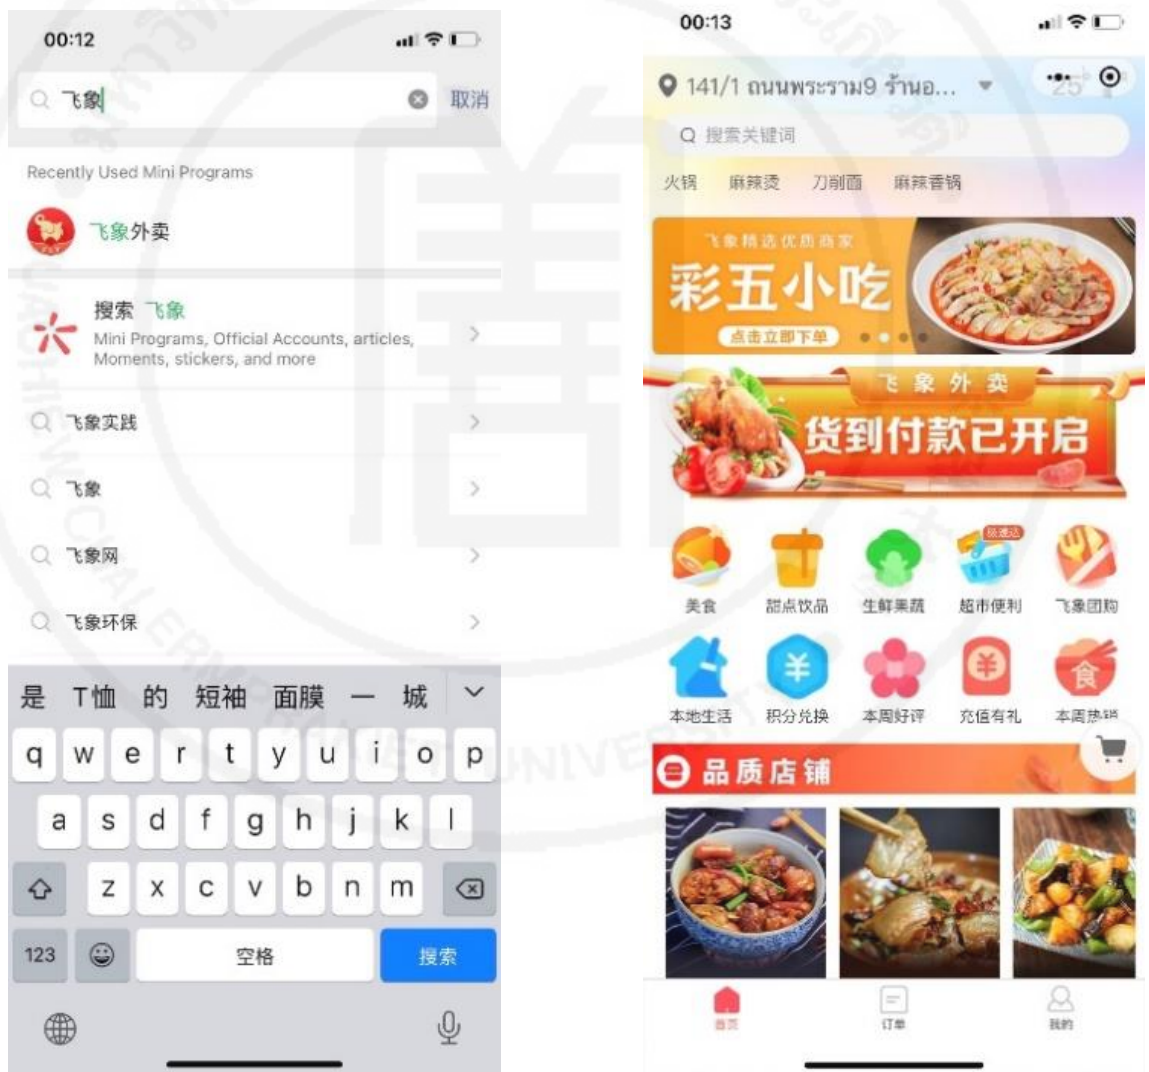 00:12
飞象
取消
Recently Used Mini Programs
飞象外卖
搜索 飞象
Mini Programs, Official Accounts, articles,
Moments, stickers, and more
飞象实践
飞象
飞象网
飞象环保
是 T恤 的 短袖 面膜 一 城
q w e r t y u i o p
a s d f g h j k l
z x c v b n m
123 空格 搜索
00:13
141/1 ถนนพระราม9 ร้านอ...
搜索关键词
火锅 麻辣烫 刀削面 麻辣香锅
飞象精选优质商家
彩五小吃
点击立即下单
飞象外卖
货到付款已开启
极速达
美食 甜点饮品 生鲜果蔬 超市便利 飞象团购
食
本地生活 积分兑换 本周好评 充值有礼 本周热销
品质店铺
首页 订单 我的
UNIVERSITY